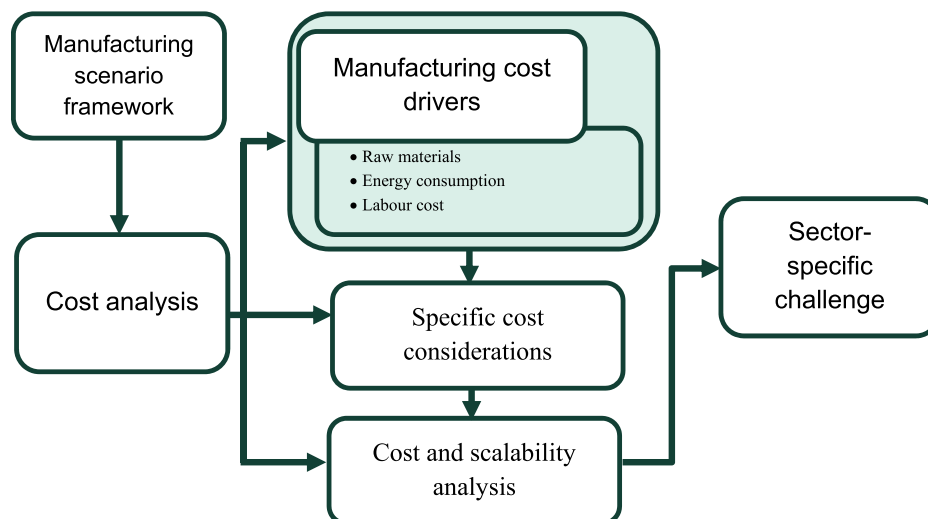 Manufacturing
scenario
framework
Cost analysis
Manufacturing cost
drivers
• Raw materials
• Energy consumption
• Labour cost
Specific cost
considerations
Cost and scalability
analysis
Sector-
specific
challenge